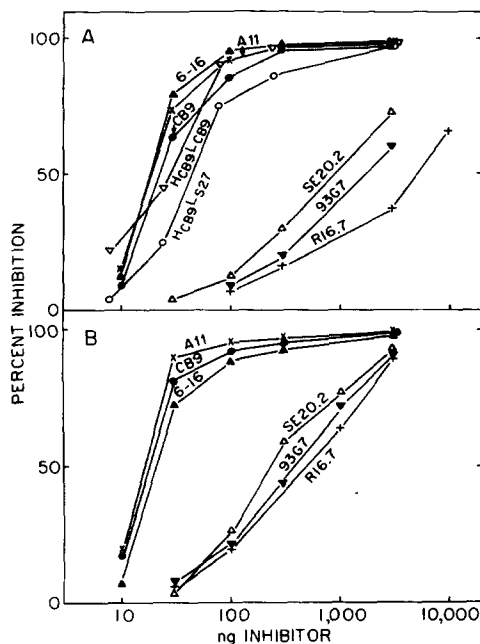 A
100
50
0
6-16
A11
CB9
HCB9LCB9
HCB9LS27
SE20.2
93G7
R16.7
PERCENT INHIBITION
B
100
50
0
A11
CB9
6-16
SE20.2
93G7
R16.7
10 100 1,000 10,000
ng INHIBITOR